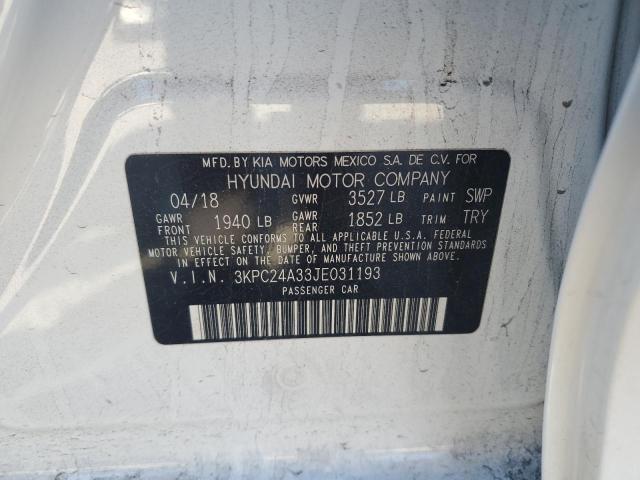 MFD. BY KIA MOTORS MEXICO S.A. DE C.V. FOR
HYUNDAI MOTOR COMPANY
04/18 GVWR 3527 LB PAINT SWP
GAWR FRONT 1940 LB GAWR REAR 1852 LB TRIM TRY
THIS VEHICLE CONFORMS TO ALL APPLICABLE U.S.A. FEDERAL
MOTOR VEHICLE SAFETY, BUMPER, AND THEFT PREVENTION STANDARDS
IN EFFECT ON THE DATE OF MANUFACTURE SHOWN ABOVE.
V.I.N. 3KPC24A33JE031193
PASSENGER CAR